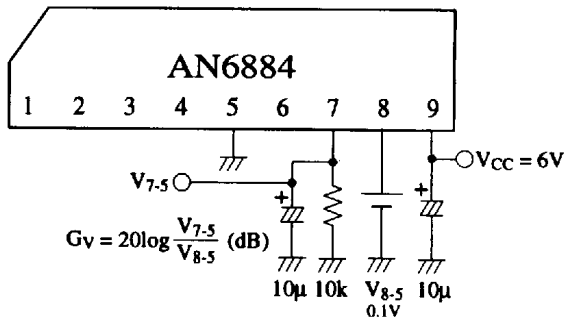 AN6884
1 2 3 4 5 6 7 8 9
V7-5
VCC = 6V
+
+
GV = 20log V7-5 / V8-5 (dB)
10μ 10k V8-5 10μ
0.1V